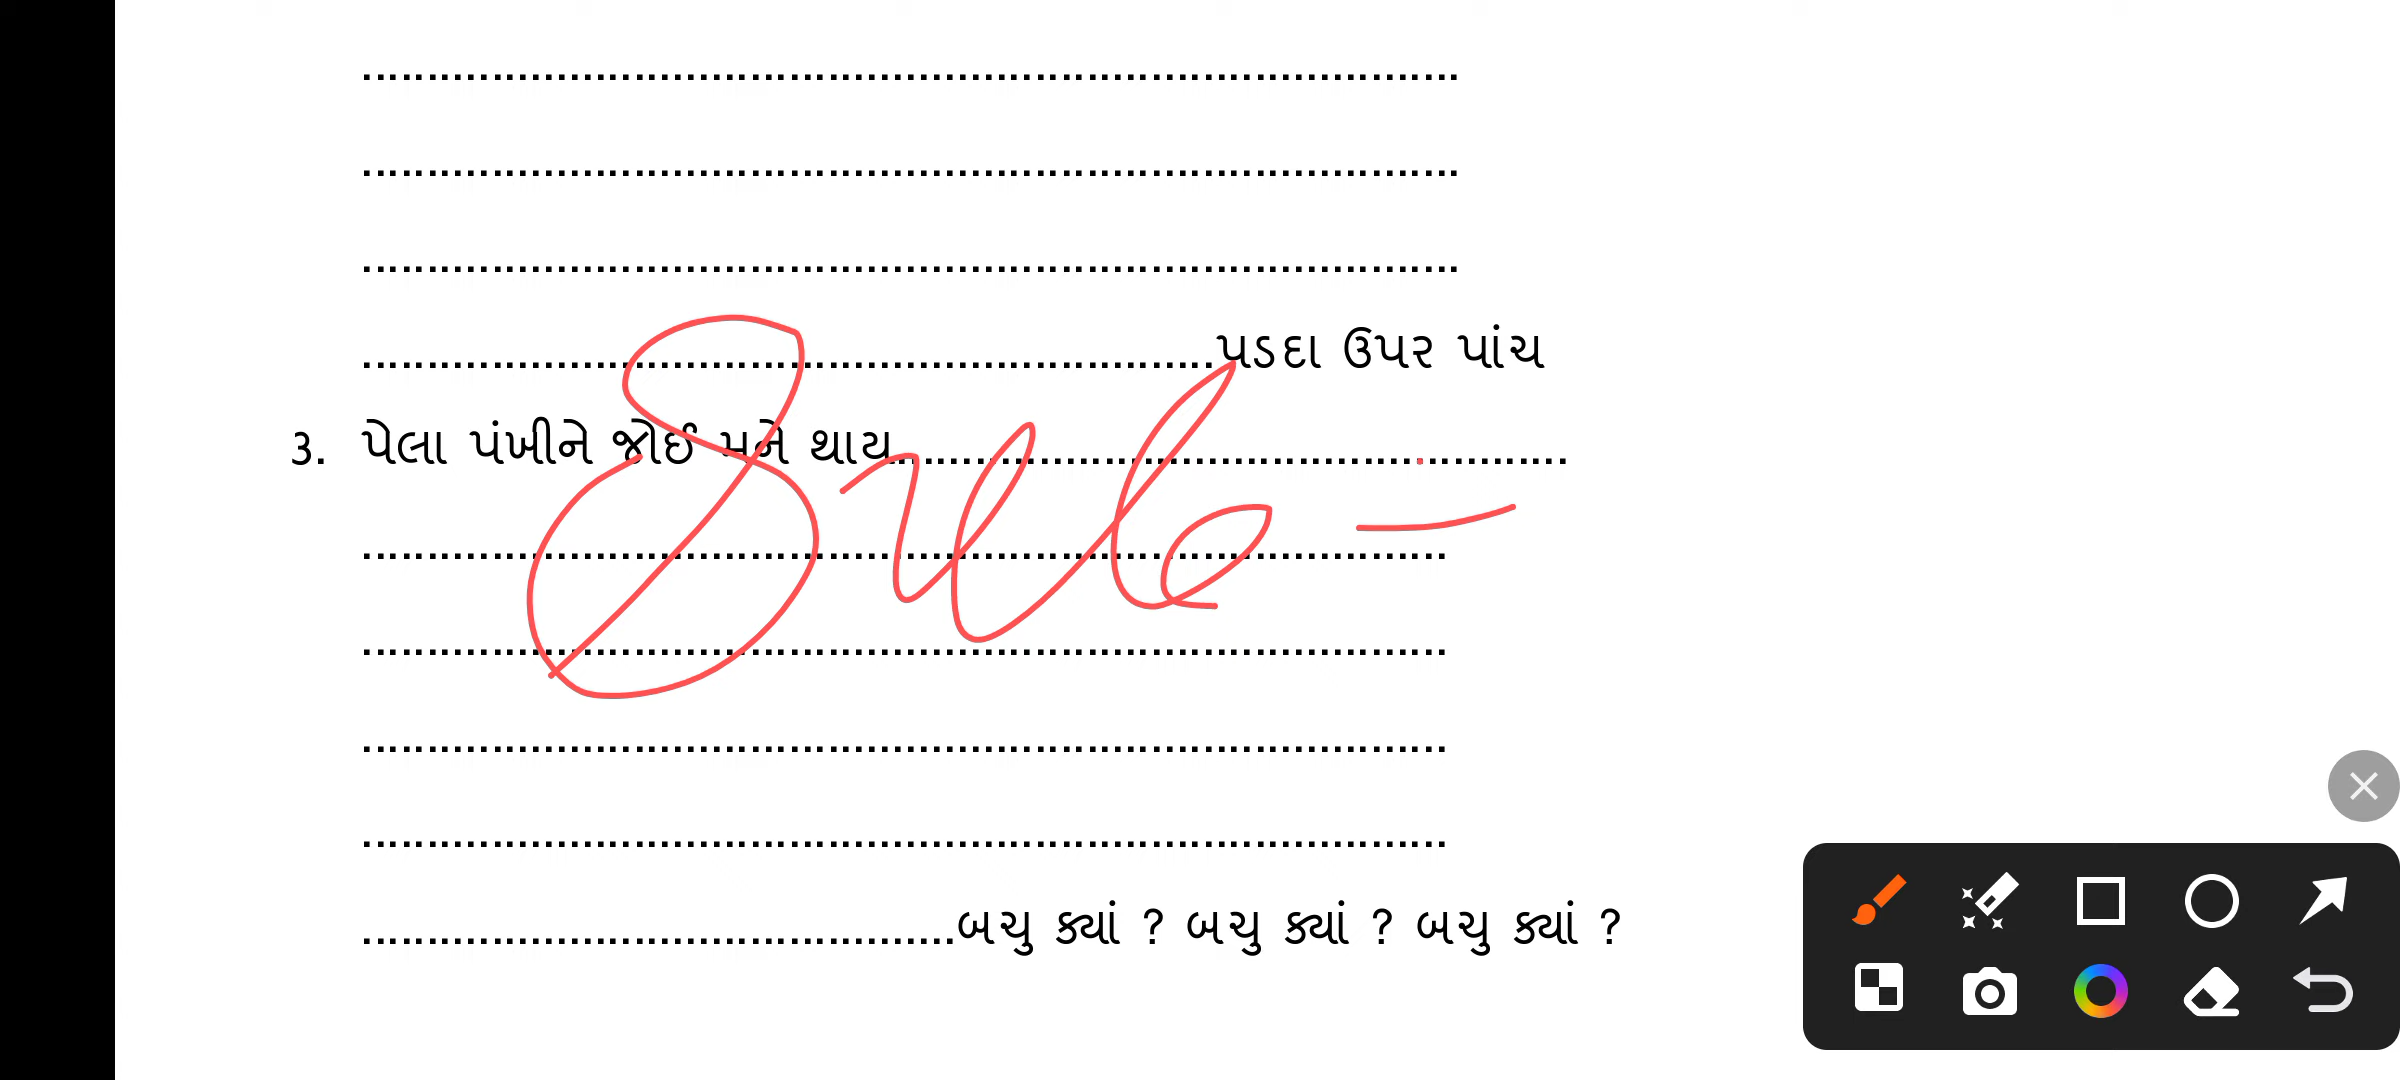 ................................................................................
................................................................................
................................................................................
..............................................................પડદા ઉપર પાંચ
3. પેલા પંખીને જોઈ મને થાય.................................................
...............................................................................
...............................................................................
...............................................................................
...............................................................................
...........................................બચુ ક્યાં ? બચુ ક્યાં ? બચુ ક્યાં ?